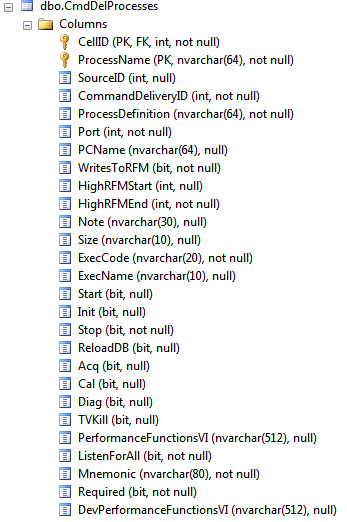 dbo.CmdDelProcesses
Columns
CellID (PK, FK, int, not null)
ProcessName (PK, nvarchar(64), not null)
SourceID (int, null)
CommandDeliveryID (int, not null)
ProcessDefinition (nvarchar(64), not null)
Port (int, not null)
PCName (nvarchar(64), null)
WritesToRFM (bit, not null)
HighRFMStart (int, null)
HighRFMEnd (int, not null)
Note (nvarchar(30), null)
Size (nvarchar(10), null)
ExecCode (nvarchar(20), not null)
ExecName (nvarchar(10), null)
Start (bit, null)
Init (bit, null)
Stop (bit, not null)
ReloadDB (bit, null)
Acq (bit, null)
Cal (bit, null)
Diag (bit, null)
TVKill (bit, null)
PerformanceFunctionsVI (nvarchar(512), null)
ListenForAll (bit, not null)
Mnemonic (nvarchar(80), not null)
Required (bit, not null)
DevPerformanceFunctionsVI (nvarchar(512), null)